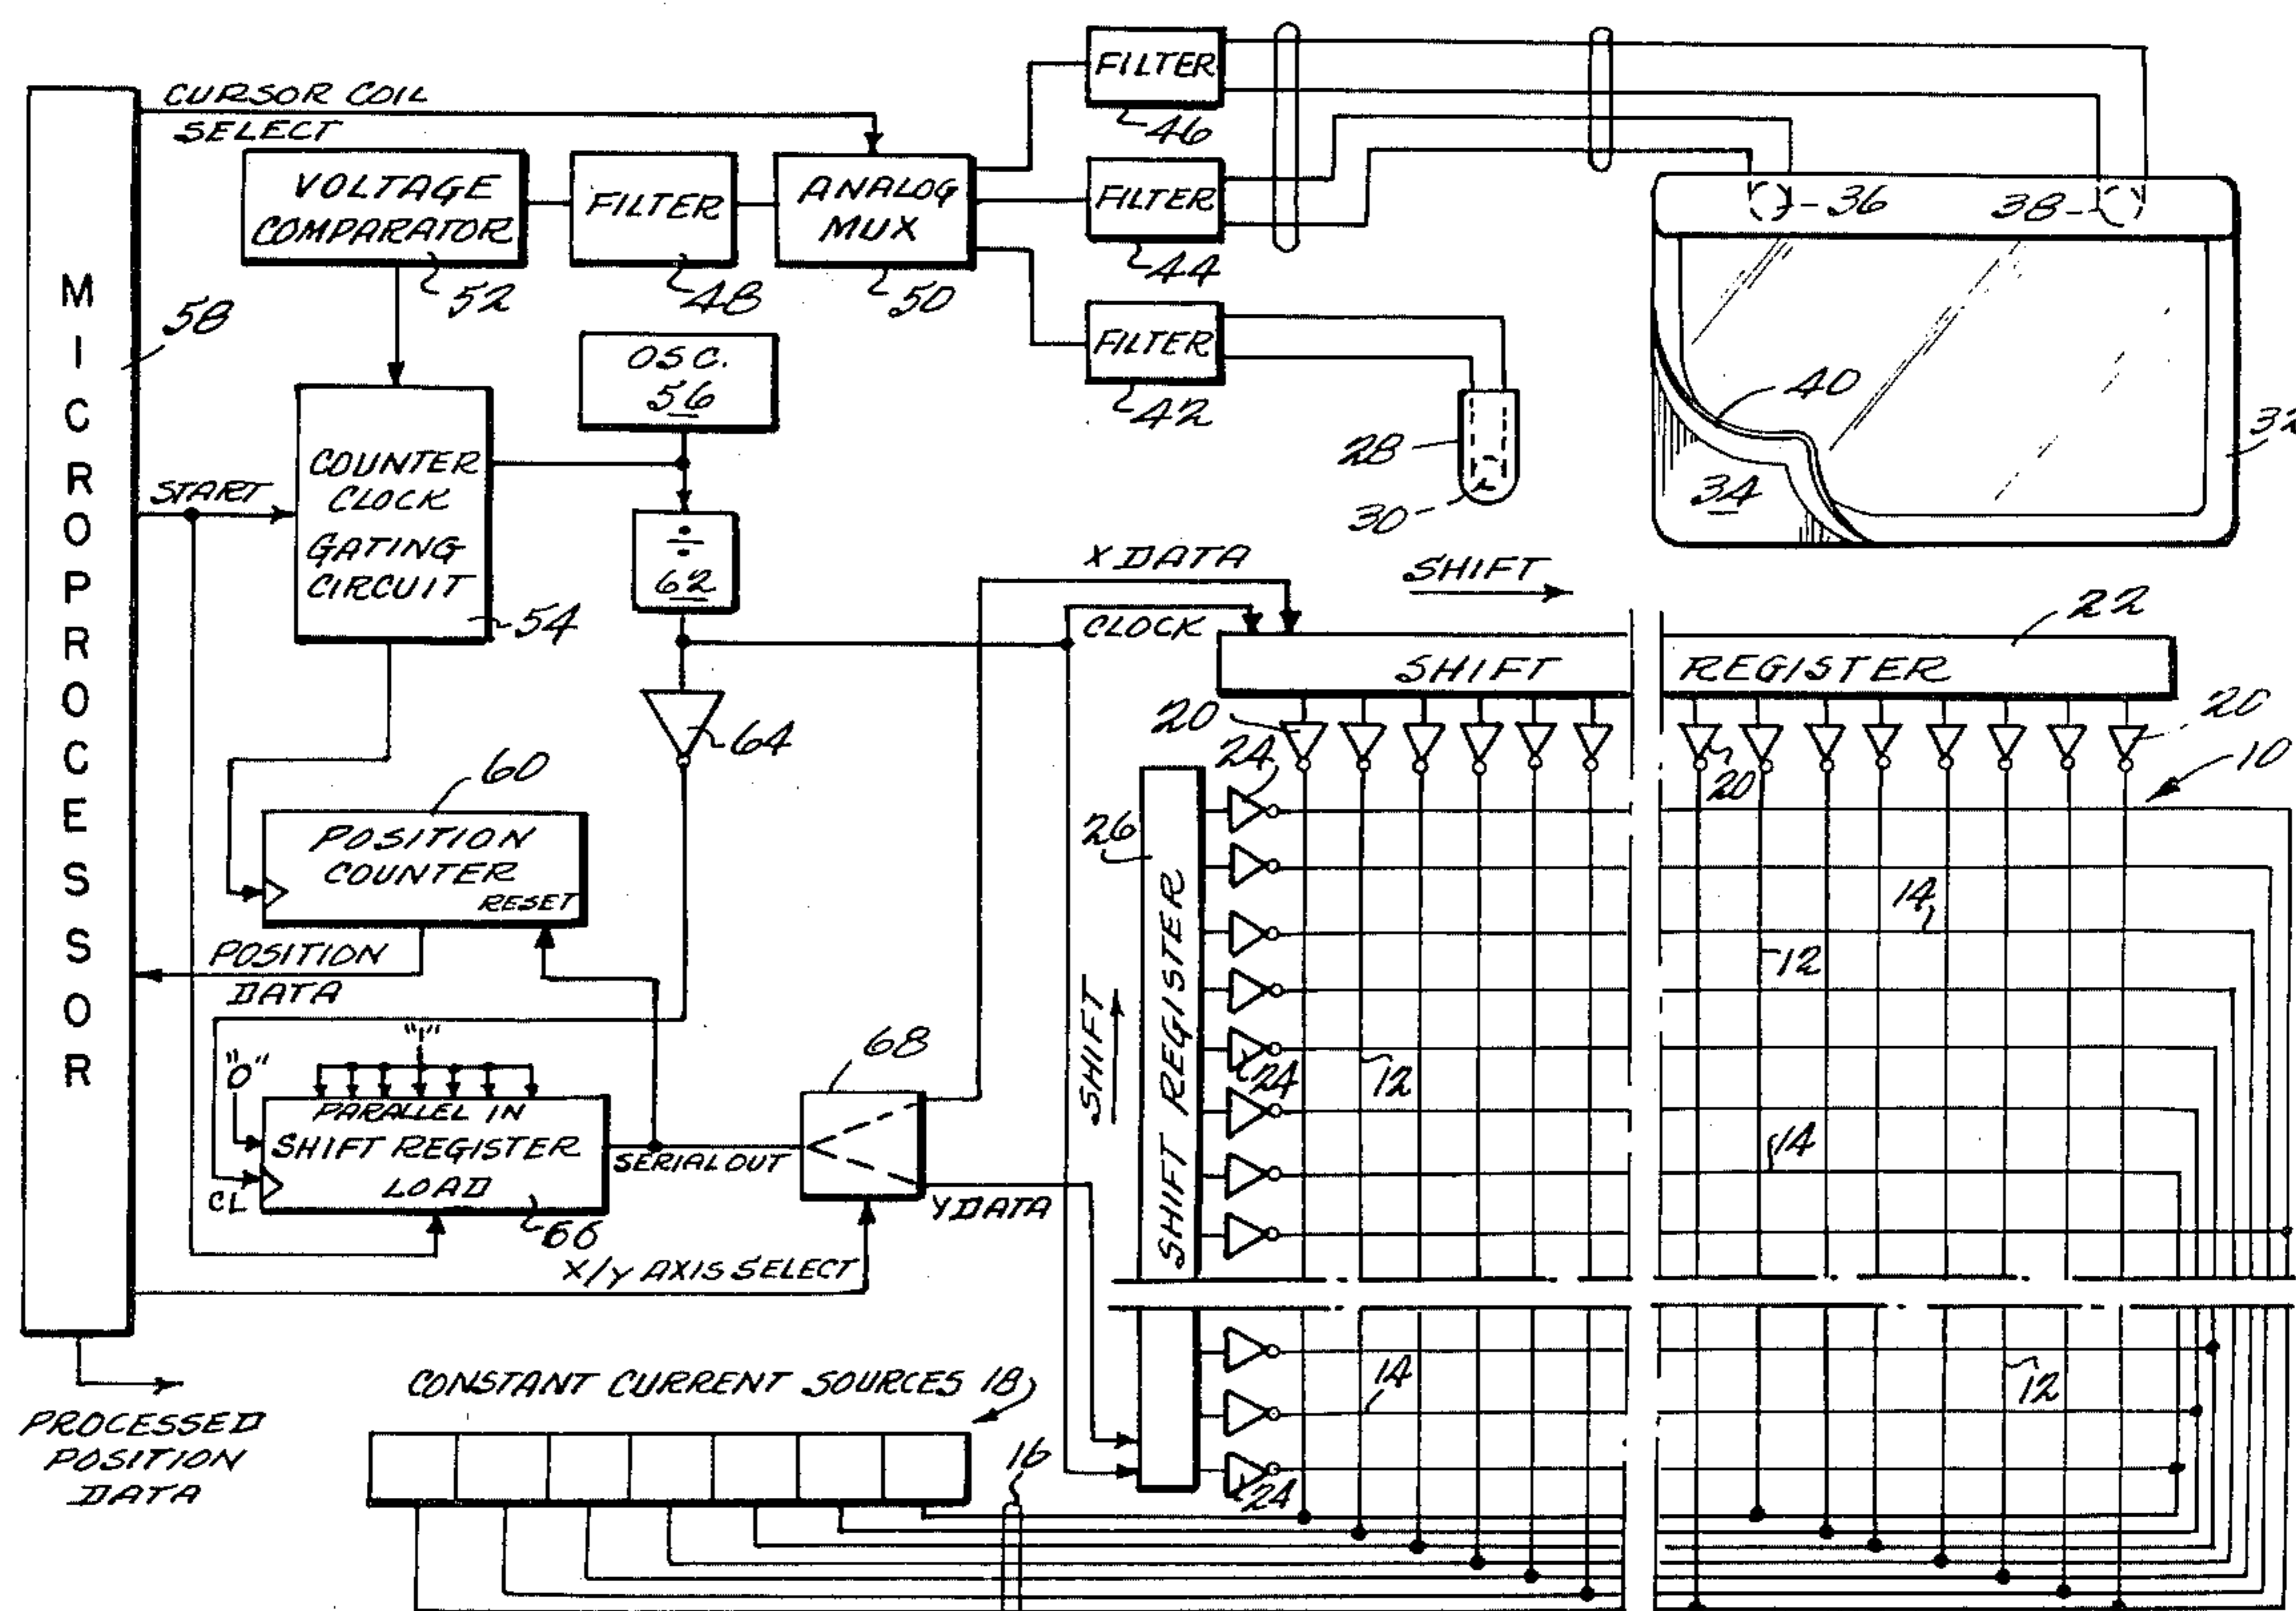 CURSOR COIL
SELECT
FILTER
46
VOLTAGE
COMPARATOR
52
FILTER
48
ANALOG
MUX
50
FILTER
44
36
38
MICROPROCESSOR
58
OSC.
56
FILTER
42
28
30
40
32
34
START
COUNTER
CLOCK
GATING
CIRCUIT
54
÷
62
X DATA
CLOCK
SHIFT
22
SHIFT REGISTER
64
20
20
20
10
24
26
60
POSITION
COUNTER
RESET
14
12
POSITION
DATA
SHIFT
SHIFT REGISTER
24
12
"1"
"0"
68
PARALLEL IN
SHIFT REGISTER
LOAD
CL
66
SERIAL OUT
Y DATA
14
X/Y AXIS SELECT
CONSTANT CURRENT SOURCES 18
14
12
PROCESSED
POSITION
DATA
16
24